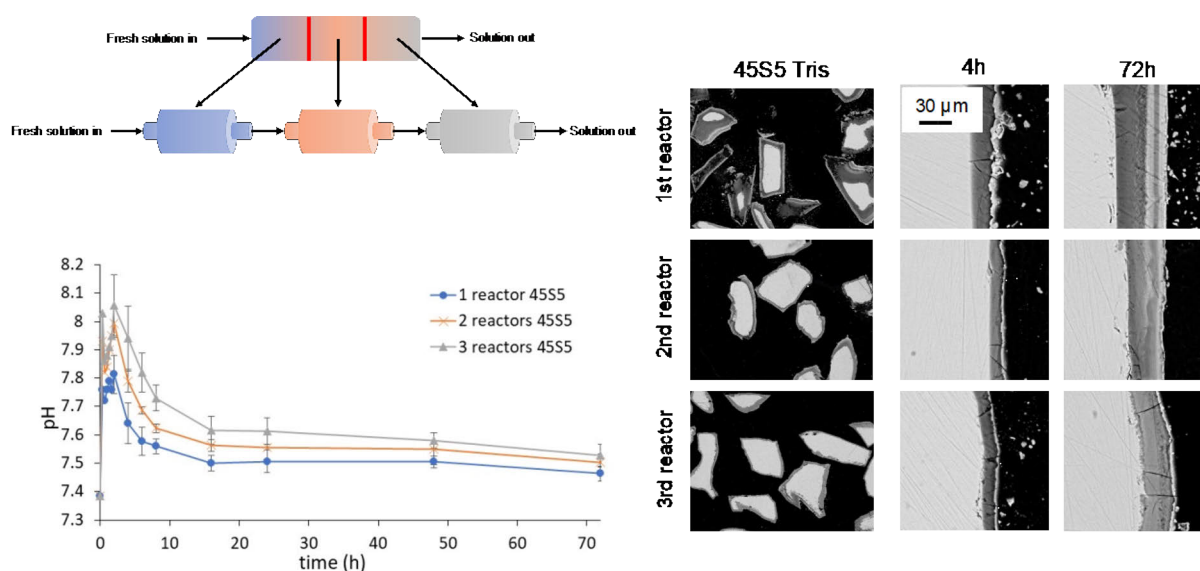 Fresh solution in
Solution out
Fresh solution in
Solution out
8.2
8.1
8
7.9
7.8
7.7
7.6
7.5
7.4
7.3
pH
0
10
20
30
40
50
60
70
time (h)
1 reactor 45S5
2 reactors 45S5
3 reactors 45S5
45S5 Tris
4h
72h
30 µm
1st reactor
2nd reactor
3rd reactor